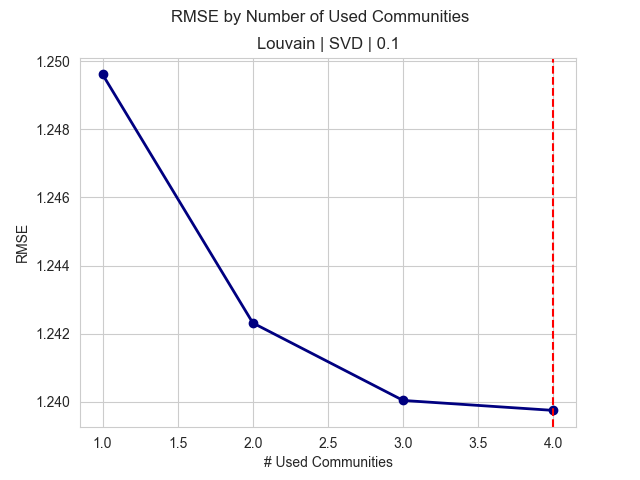 RMSE by Number of Used Communities
Louvain | SVD | 0.1
1.250
1.248
1.246
1.244
1.242
1.240
RMSE
1.0 1.5 2.0 2.5 3.0 3.5 4.0
# Used Communities